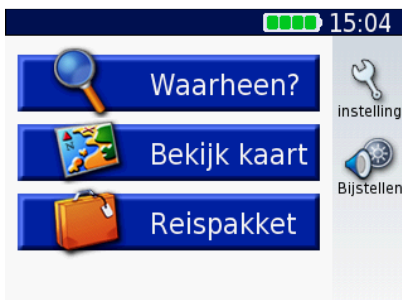 15:04
Waarheen?
instelling
Bekijk kaart
Bijstellen
Reispakket